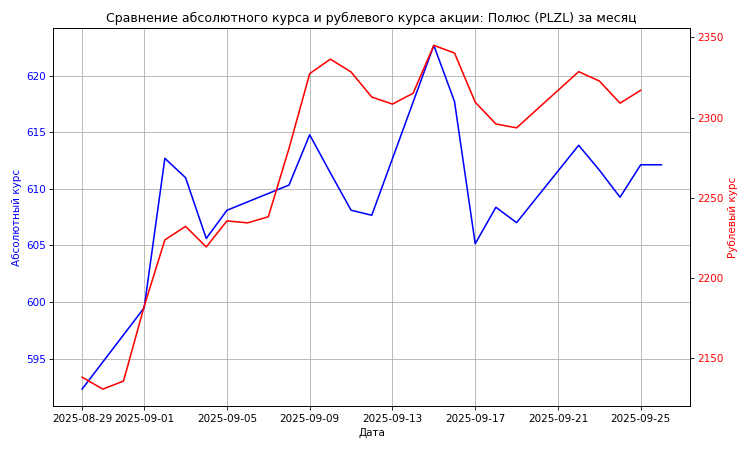 Сравнение абсолютного курса и рублевого курса акции: Полюс (PLZL) за месяц
Абсолютный курс
620
615
610
605
600
595
2350
2300
2250
2200
2150
Рублевый курс
2025-08-29 2025-09-01 2025-09-05 2025-09-09 2025-09-13 2025-09-17 2025-09-21 2025-09-25
Дата